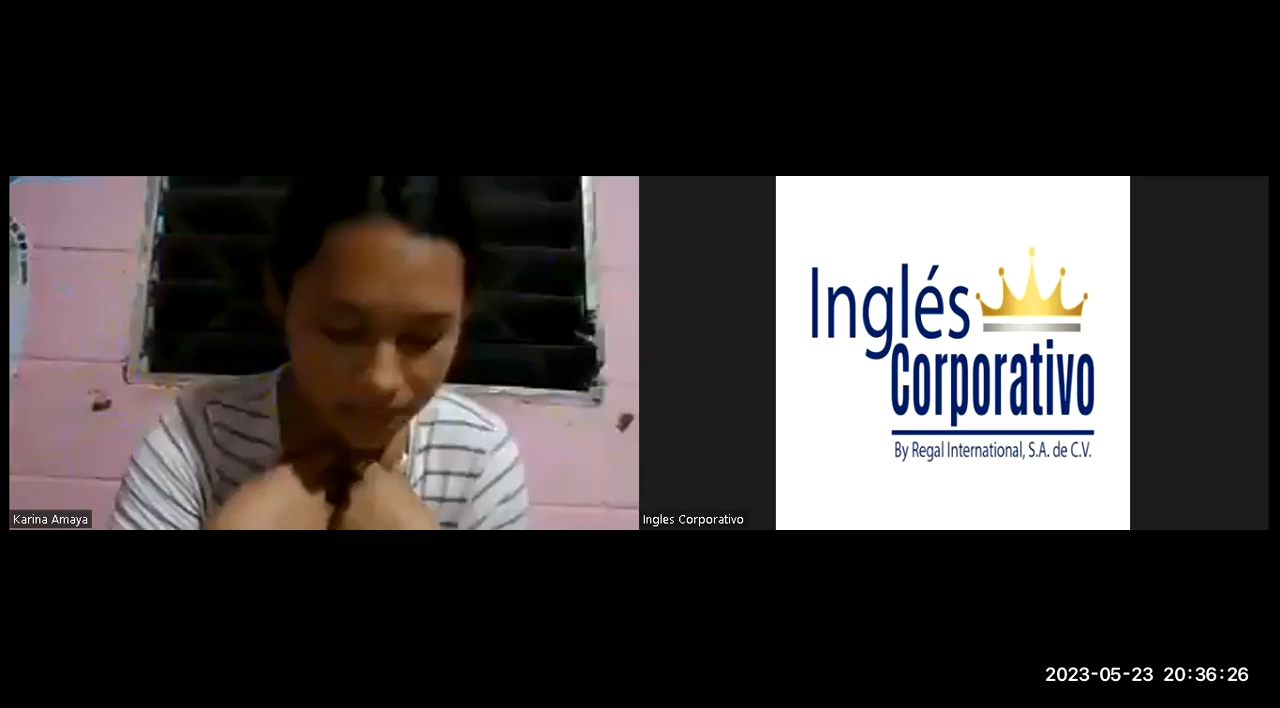 Inglés
Corporativo
By Regal International, S.A. de C.V.
Karina Amaya
Ingles Corporativo
2023-05-23 20:36:26